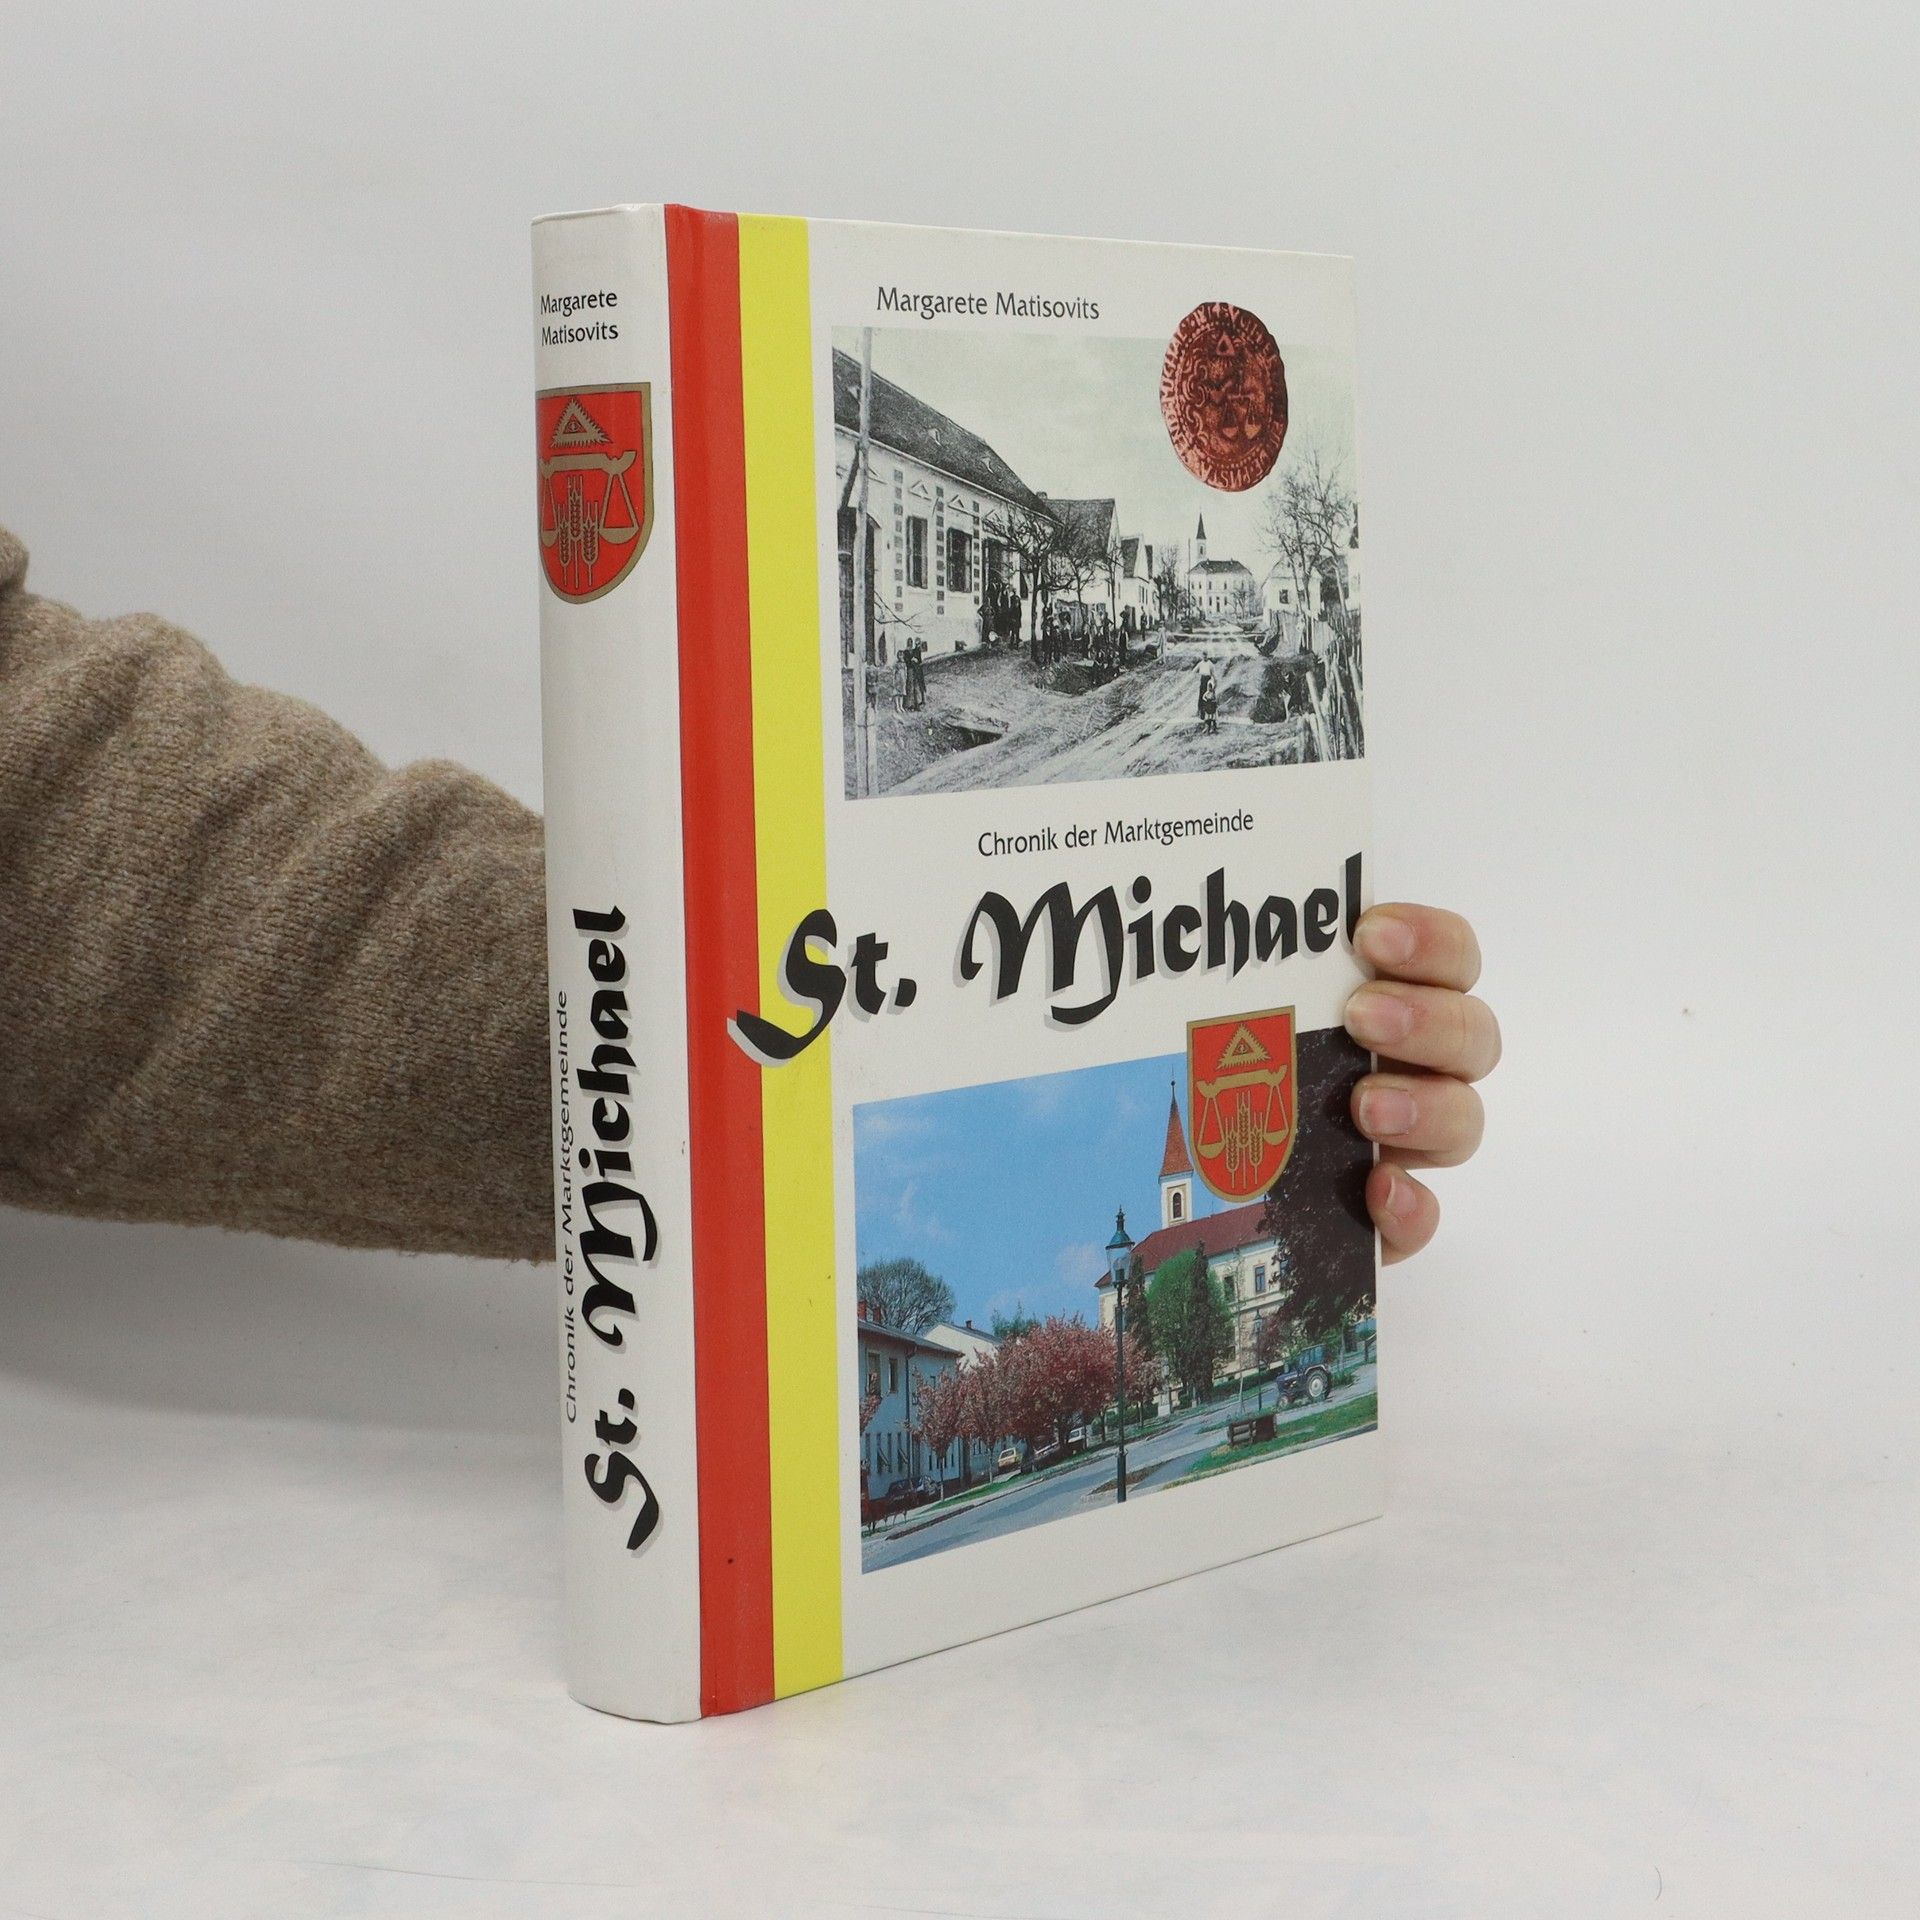 Margarete
Matisovits
Chronik der Marktgemeinde
St. Michael
Margarete Matisovits
Chronik der Marktgemeinde
St. Michael